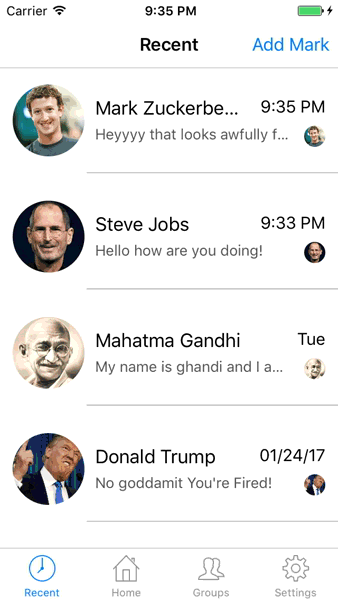 Carrier 9:35 PM
Recent Add Mark
Mark Zuckerbe... 9:35 PM
Heyyyy that looks awfully f...
Steve Jobs 9:33 PM
Hello how are you doing!
Mahatma Gandhi Tue
My name is ghandi and I a...
Donald Trump 01/24/17
No goddamit You're Fired!
Recent Home Groups Settings